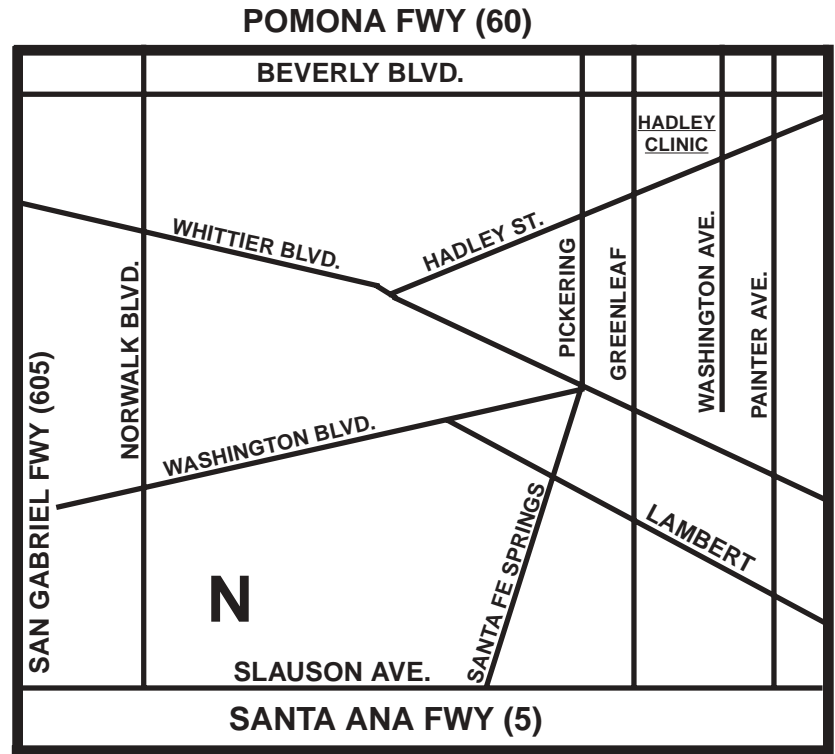 POMONA FWY (60)
BEVERLY BLVD.
HADLEY
CLINIC
WHITTIER BLVD.
HADLEY ST.
NORWALK BLVD.
PICKERING
GREENLEAF
WASHINGTON AVE.
PAINTER AVE.
SAN GABRIEL FWY (605)
WASHINGTON BLVD.
SANTA FE SPRINGS
LAMBERT
N
SLAUSON AVE.
SANTA ANA FWY (5)